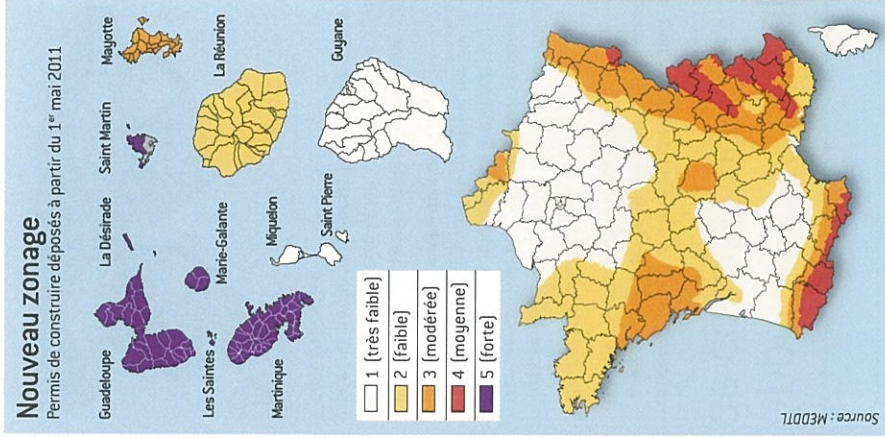 Nouveau zonage
Permis de construire déposés à partir du 1er mai 2011
Guadeloupe
La Désirade
Saint Martin
Mayotte
Les Saintes
Marie-Galante
La Réunion
Martinique
Miquelon
Saint Pierre
Guyane
1 (très faible)
2 (faible)
3 (modérée)
4 (moyenne)
5 (forte)
Source : MEDDTL